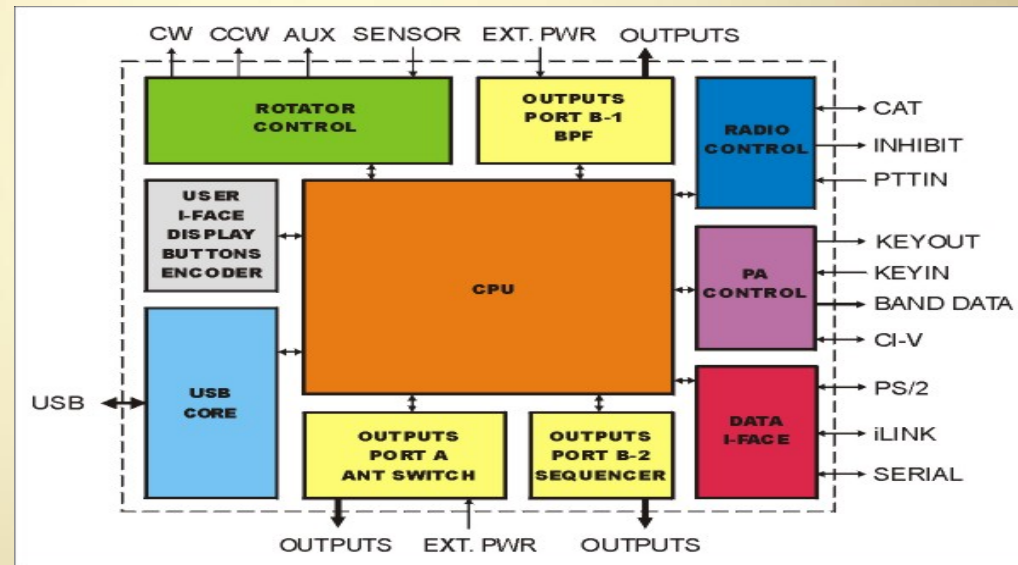 CW CCW AUX SENSOR EXT. PWR OUTPUTS
ROTATOR
CONTROL
OUTPUTS
PORT B-1
BPF
RADIO
CONTROL
CAT
INHIBIT
PTTIN
USER
I-FACE
DISPLAY
BUTTONS
ENCODER
CPU
PA
CONTROL
KEYOUT
KEYIN
BAND DATA
CI-V
USB
USB
CORE
OUTPUTS
PORT A
ANT SWITCH
OUTPUTS
PORT B-2
SEQUENCER
DATA
I-FACE
PS/2
iLINK
SERIAL
OUTPUTS EXT. PWR OUTPUTS